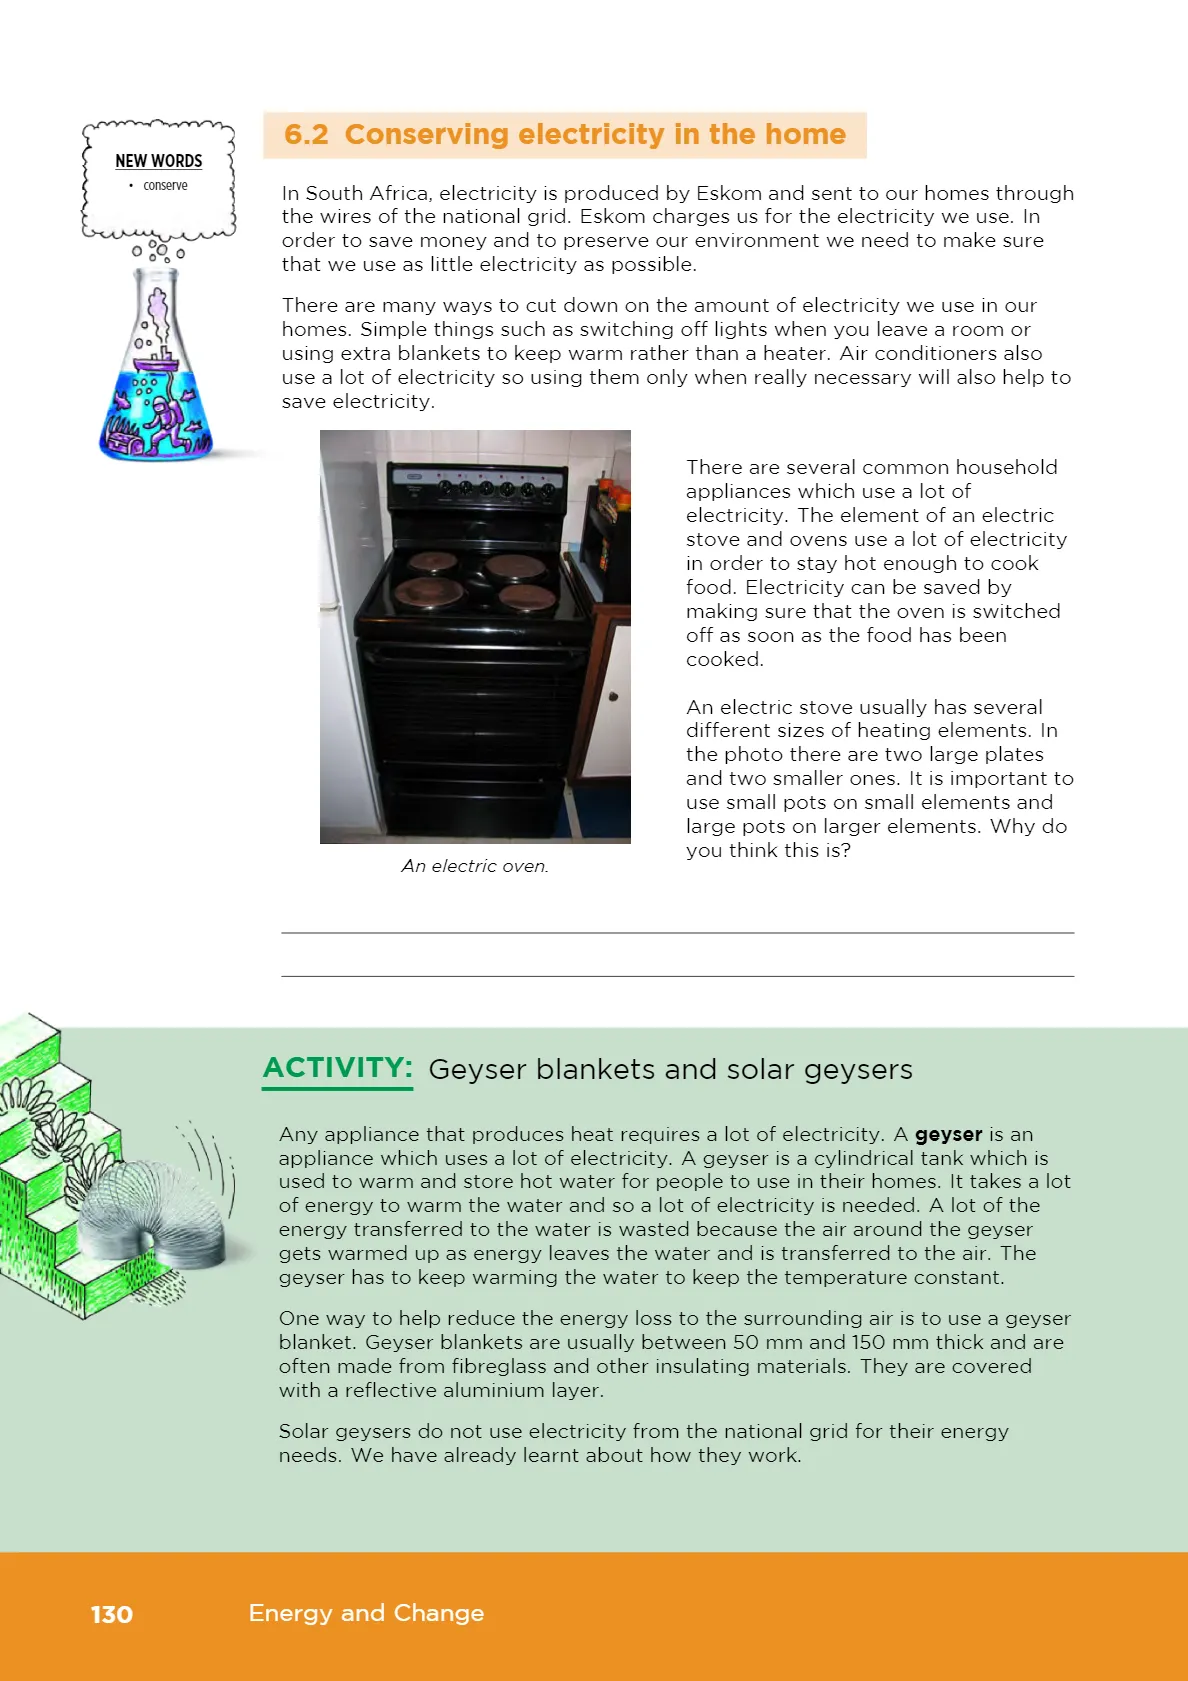 6.2 Conserving electricity in the home
NEW WORDS
• conserve
In South Africa, electricity is produced by Eskom and sent to our homes through
the wires of the national grid. Eskom charges us for the electricity we use. In
order to save money and to preserve our environment we need to make sure
that we use as little electricity as possible.
There are many ways to cut down on the amount of electricity we use in our
homes. Simple things such as switching off lights when you leave a room or
using extra blankets to keep warm rather than a heater. Air conditioners also
use a lot of electricity so using them only when really necessary will also help to
save electricity.
There are several common household
appliances which use a lot of
electricity. The element of an electric
stove and ovens use a lot of electricity
in order to stay hot enough to cook
food. Electricity can be saved by
making sure that the oven is switched
off as soon as the food has been
cooked.
An electric stove usually has several
different sizes of heating elements. In
the photo there are two large plates
and two smaller ones. It is important to
use small pots on small elements and
large pots on larger elements. Why do
you think this is?
An electric oven.
ACTIVITY: Geyser blankets and solar geysers
Any appliance that produces heat requires a lot of electricity. A geyser is an
appliance which uses a lot of electricity. A geyser is a cylindrical tank which is
used to warm and store hot water for people to use in their homes. It takes a lot
of energy to warm the water and so a lot of electricity is needed. A lot of the
energy transferred to the water is wasted because the air around the geyser
gets warmed up as energy leaves the water and is transferred to the air. The
geyser has to keep warming the water to keep the temperature constant.
One way to help reduce the energy loss to the surrounding air is to use a geyser
blanket. Geyser blankets are usually between 50 mm and 150 mm thick and are
often made from fibreglass and other insulating materials. They are covered
with a reflective aluminium layer.
Solar geysers do not use electricity from the national grid for their energy
needs. We have already learnt about how they work.
130 Energy and Change